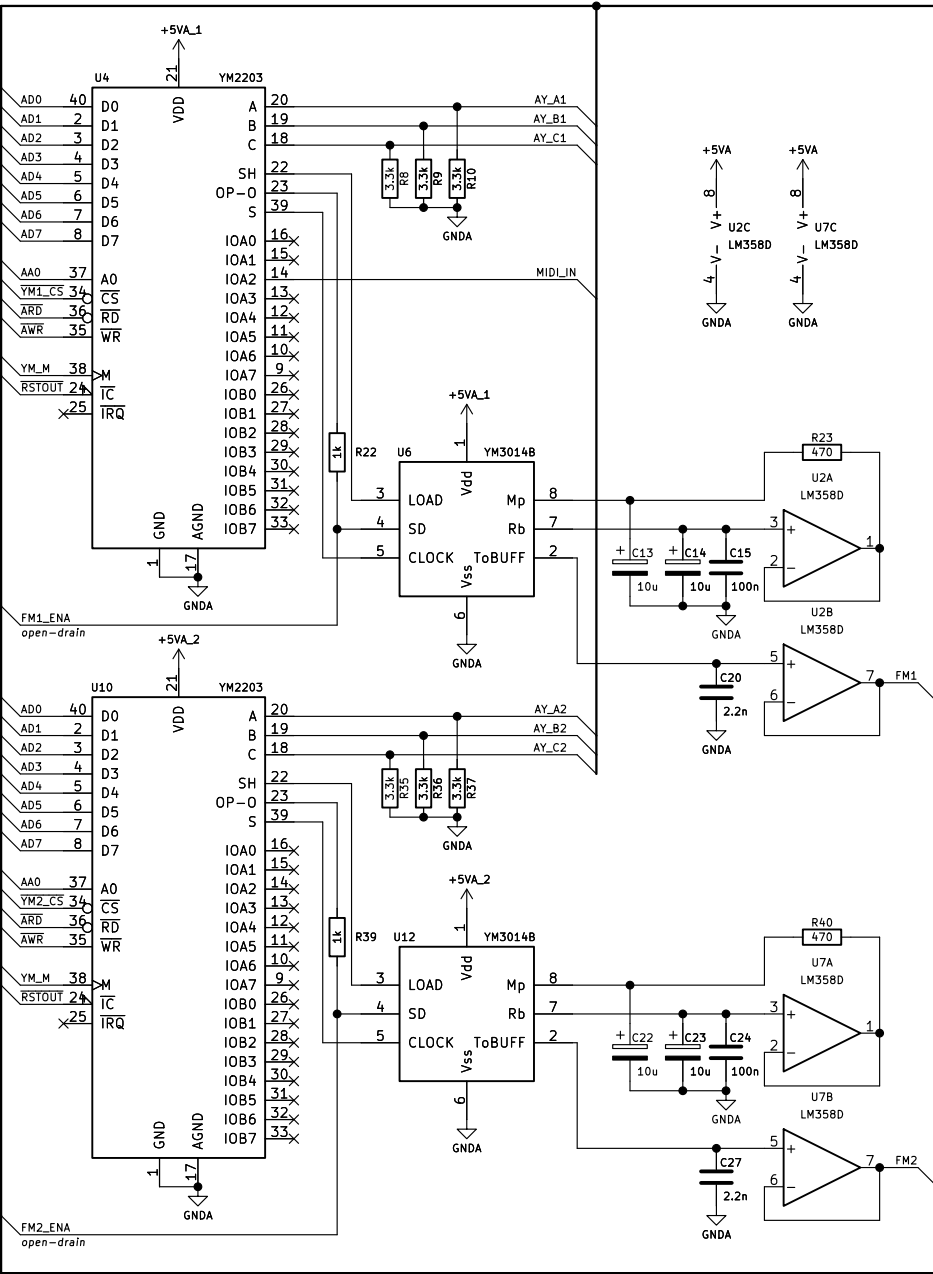 +5VA_1
21
U4 YM2203
VDD
AD0 40 D0 A 20 AY_A1
AD1 2 D1 B 19 AY_B1
AD2 3 D2 C 18 AY_C1
AD3 4 D3 SH 22
AD4 5 D4 OP-O 23
AD5 6 D5 S 39
AD6 7 D6
AD7 8 D7
3.3k R8 3.3k R9 3.3k R10
GNDA
IOA0 16
IOA1 15
AA0 37 A0 IOA2 14 MIDI_IN
YM1_CS 34 CS IOA3 13
ARD 36 RD IOA4 12
AWR 35 WR IOA5 11
IOA6 10
YM_M 38 M IOA7 9
RSTOUT 24 IC IOB0 26
25 IRQ IOB1 27
IOB2 28
IOB3 29
IOB4 30
IOB5 31
IOB6 32
IOB7 33
GND AGND
1 17
GNDA
1k R22
FM1_ENA
open-drain
+5VA +5VA
8 8
V+ U2C V+ U7C
V- LM358D V- LM358D
4 4
GNDA GNDA
+5VA_1
1
U6 YM3014B
Vdd
3 LOAD Mp 8
4 SD Rb 7
5 CLOCK ToBUFF 2
Vss
6
GNDA
R23
470
U2A
LM358D
3 +
1
2 -
+ C13 + C14 C15
10u 10u 100n
GNDA
U2B
LM358D
5 +
7 FM1
6 -
C20
2.2n
GNDA
+5VA_2
21
U10 YM2203
VDD
AD0 40 D0 A 20 AY_A2
AD1 2 D1 B 19 AY_B2
AD2 3 D2 C 18 AY_C2
AD3 4 D3 SH 22
AD4 5 D4 OP-O 23
AD5 6 D5 S 39
AD6 7 D6
AD7 8 D7
3.3k R35 3.3k R36 3.3k R37
GNDA
IOA0 16
IOA1 15
AA0 37 A0 IOA2 14
YM2_CS 34 CS IOA3 13
ARD 36 RD IOA4 12
AWR 35 WR IOA5 11
IOA6 10
YM_M 38 M IOA7 9
RSTOUT 24 IC IOB0 26
25 IRQ IOB1 27
IOB2 28
IOB3 29
IOB4 30
IOB5 31
IOB6 32
IOB7 33
GND AGND
1 17
GNDA
1k R39
FM2_ENA
open-drain
+5VA_2
1
U12 YM3014B
Vdd
3 LOAD Mp 8
4 SD Rb 7
5 CLOCK ToBUFF 2
Vss
6
GNDA
R40
470
U7A
LM358D
3 +
1
2 -
+ C22 + C23 C24
10u 10u 100n
GNDA
U7B
LM358D
5 +
7 FM2
6 -
C27
2.2n
GNDA